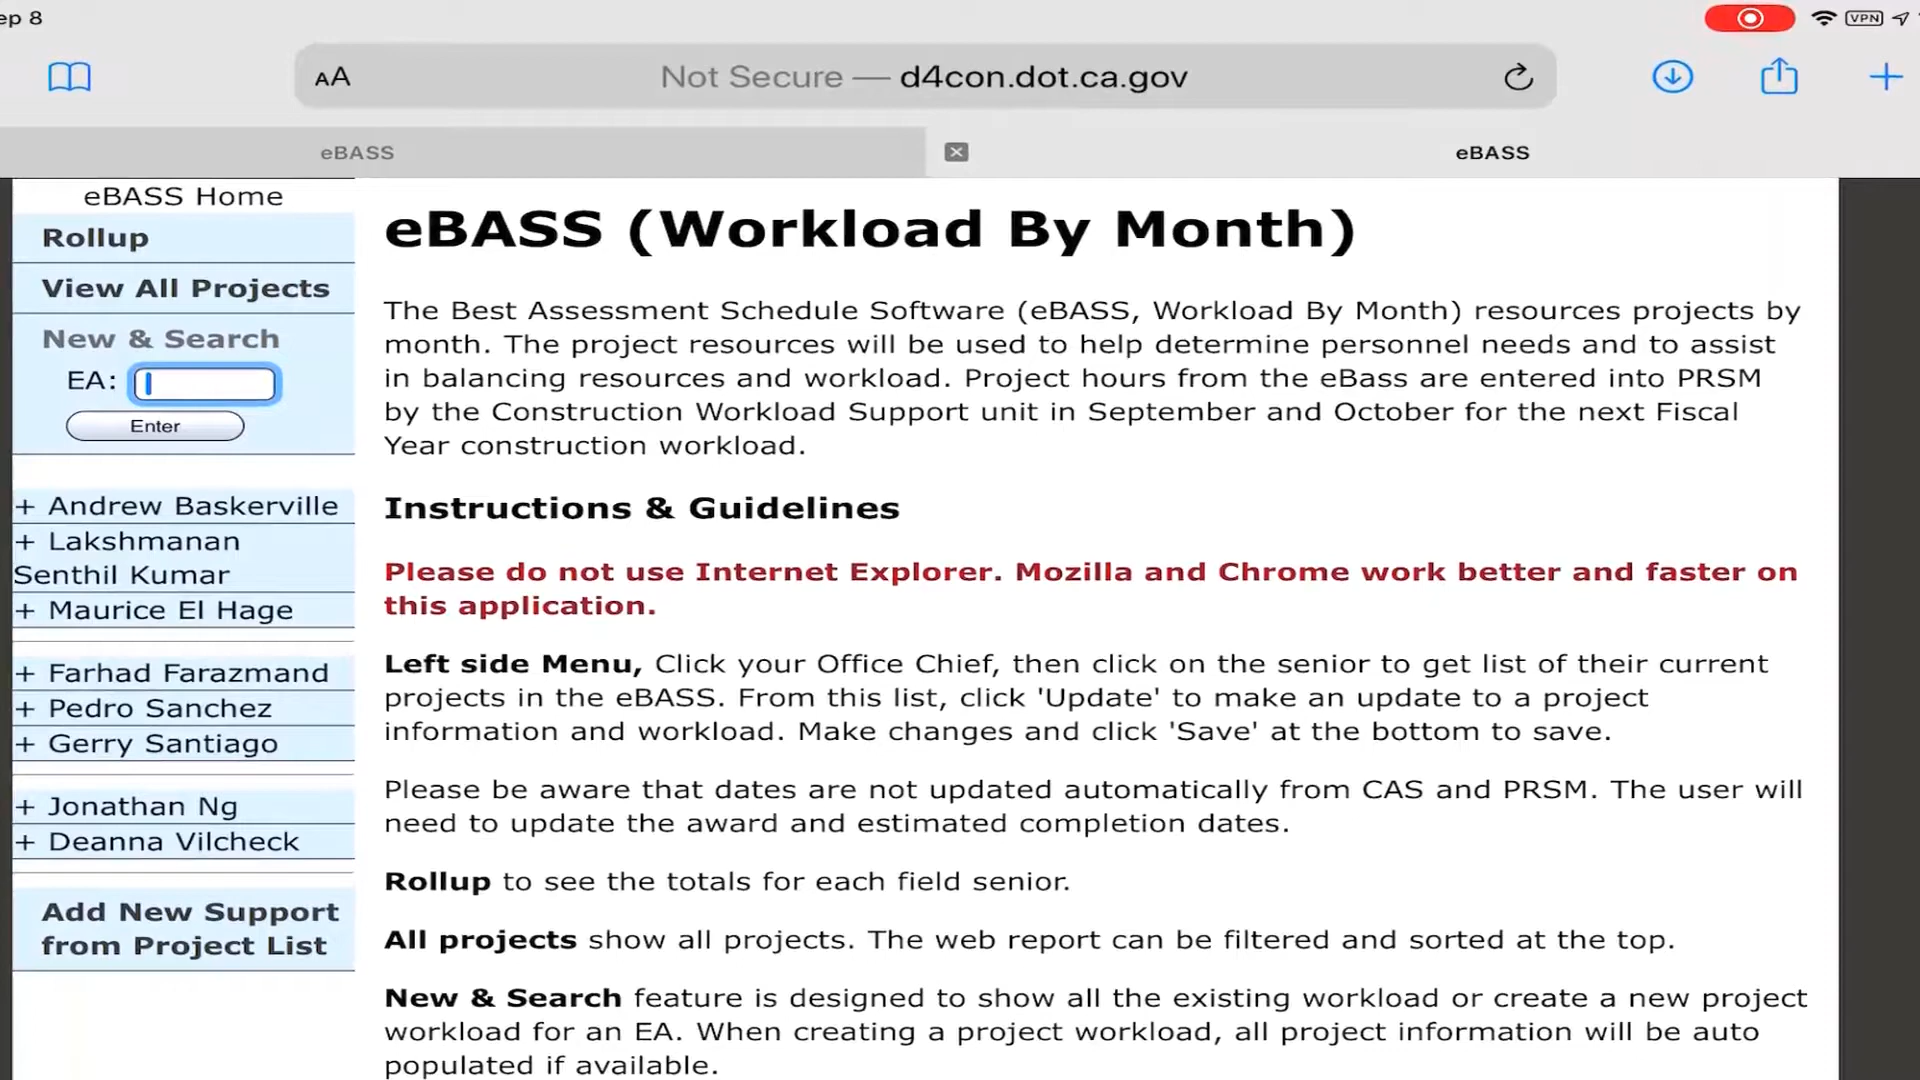 ep 8
VPN
AA
Not Secure — d4con.dot.ca.gov
eBASS
eBASS
eBASS Home
Rollup
View All Projects
New & Search
EA:
Enter
+ Andrew Baskerville
+ Lakshmanan
Senthil Kumar
+ Maurice El Hage
+ Farhad Farazmand
+ Pedro Sanchez
+ Gerry Santiago
+ Jonathan Ng
+ Deanna Vilcheck
Add New Support
from Project List
eBASS (Workload By Month)
The Best Assessment Schedule Software (eBASS, Workload By Month) resources projects by
month. The project resources will be used to help determine personnel needs and to assist
in balancing resources and workload. Project hours from the eBass are entered into PRSM
by the Construction Workload Support unit in September and October for the next Fiscal
Year construction workload.
Instructions & Guidelines
Please do not use Internet Explorer. Mozilla and Chrome work better and faster on
this application.
Left side Menu, Click your Office Chief, then click on the senior to get list of their current
projects in the eBASS. From this list, click 'Update' to make an update to a project
information and workload. Make changes and click 'Save' at the bottom to save.
Please be aware that dates are not updated automatically from CAS and PRSM. The user will
need to update the award and estimated completion dates.
Rollup to see the totals for each field senior.
All projects show all projects. The web report can be filtered and sorted at the top.
New & Search feature is designed to show all the existing workload or create a new project
workload for an EA. When creating a project workload, all project information will be auto
populated if available.